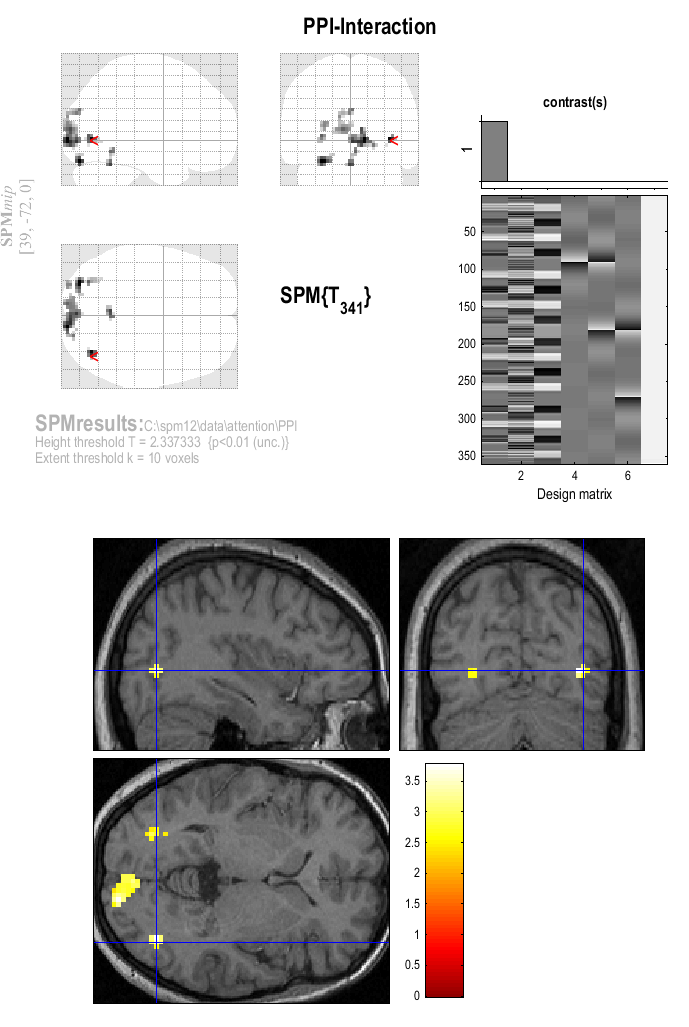 PPI-Interaction
SPMmip
[39, -72, 0]
<
<
<
SPM{T341}
SPMresults:C:\spm12\data\attention\PPI
Height threshold T = 2.337333 {p<0.01 (unc.)}
Extent threshold k = 10 voxels
contrast(s)
1
50
100
150
200
250
300
350
2 4 6
Design matrix
3.5
3
2.5
2
1.5
1
0.5
0